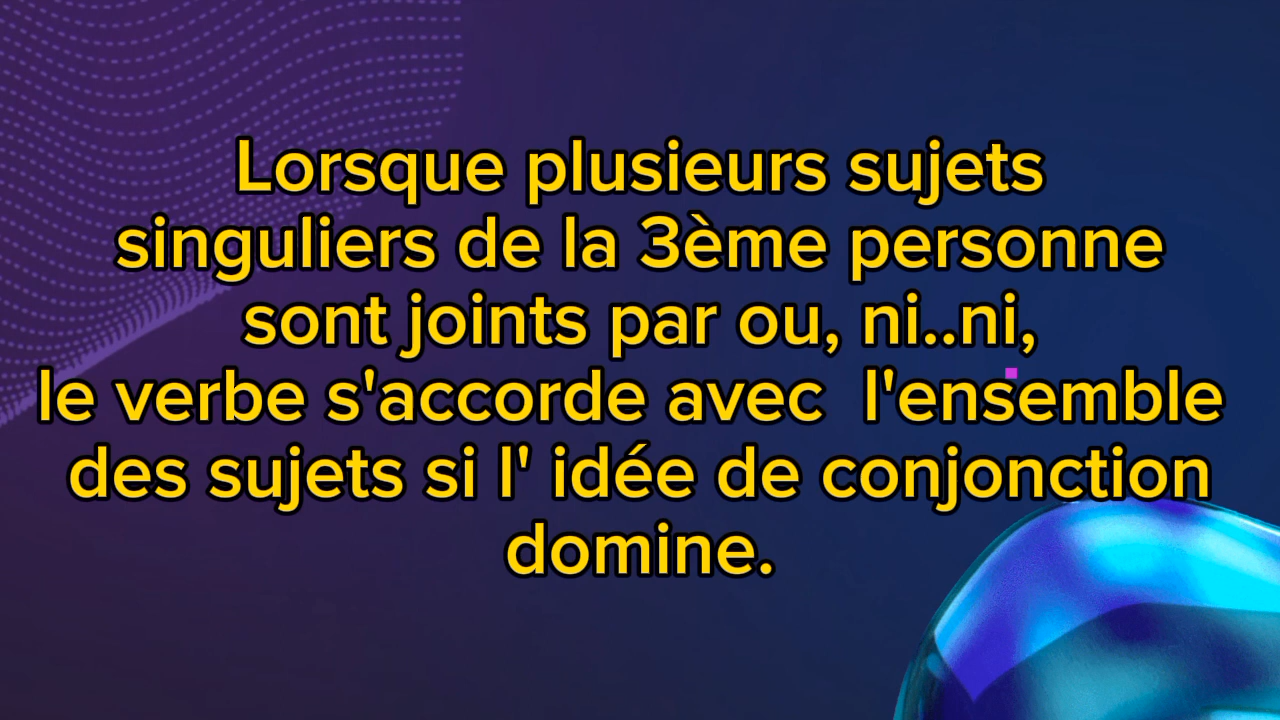 Lorsque plusieurs sujets
singuliers de la 3ème personne
sont joints par ou, ni..ni,
le verbe s'accorde avec  l'ensemble
des sujets si l' idée de conjonction
domine.